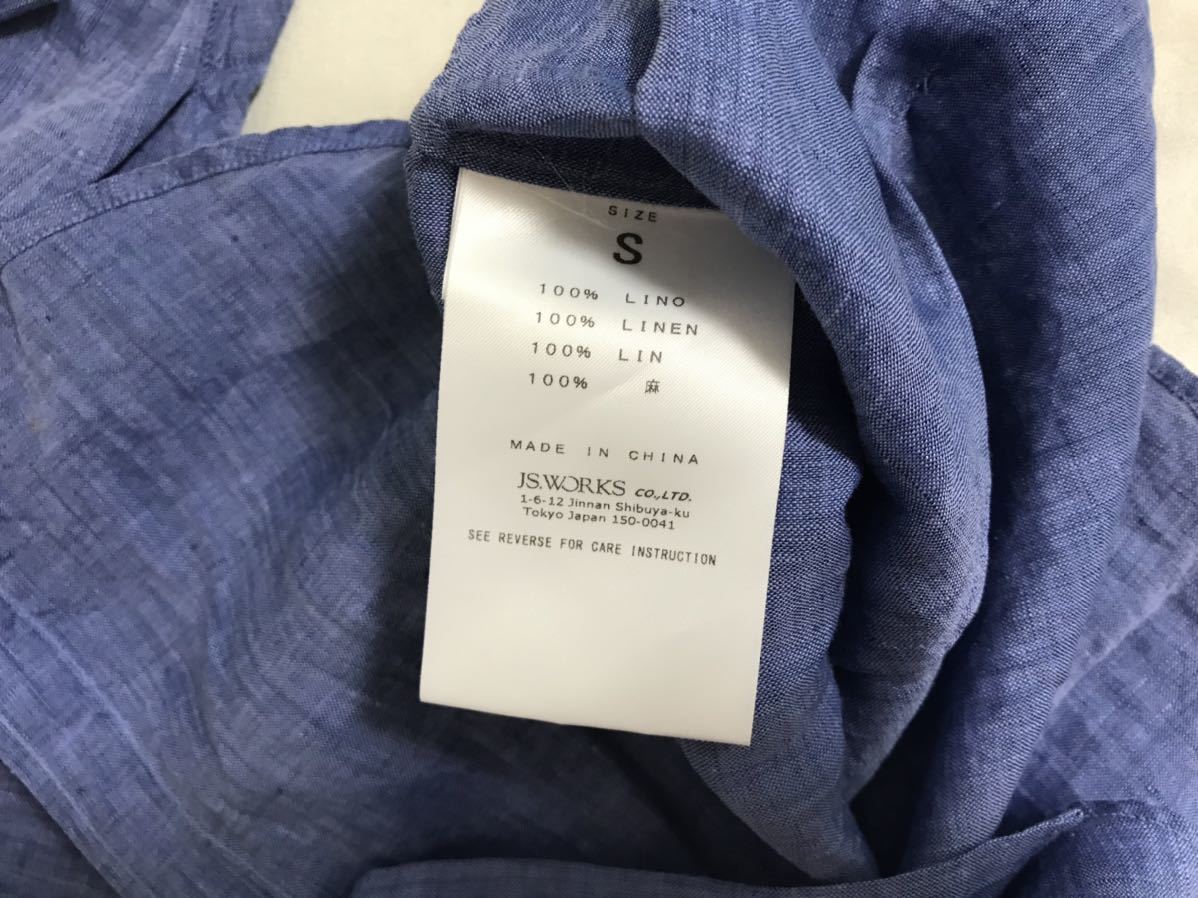 SIZE
S
100% LINO
100% LINEN
100% LIN
100% 麻
MADE IN CHINA
JS.WORKS CO.,LTD.
1-6-12 Jinnan Shibuya-ku
Tokyo Japan 150-0041
SEE REVERSE FOR CARE INSTRUCTION